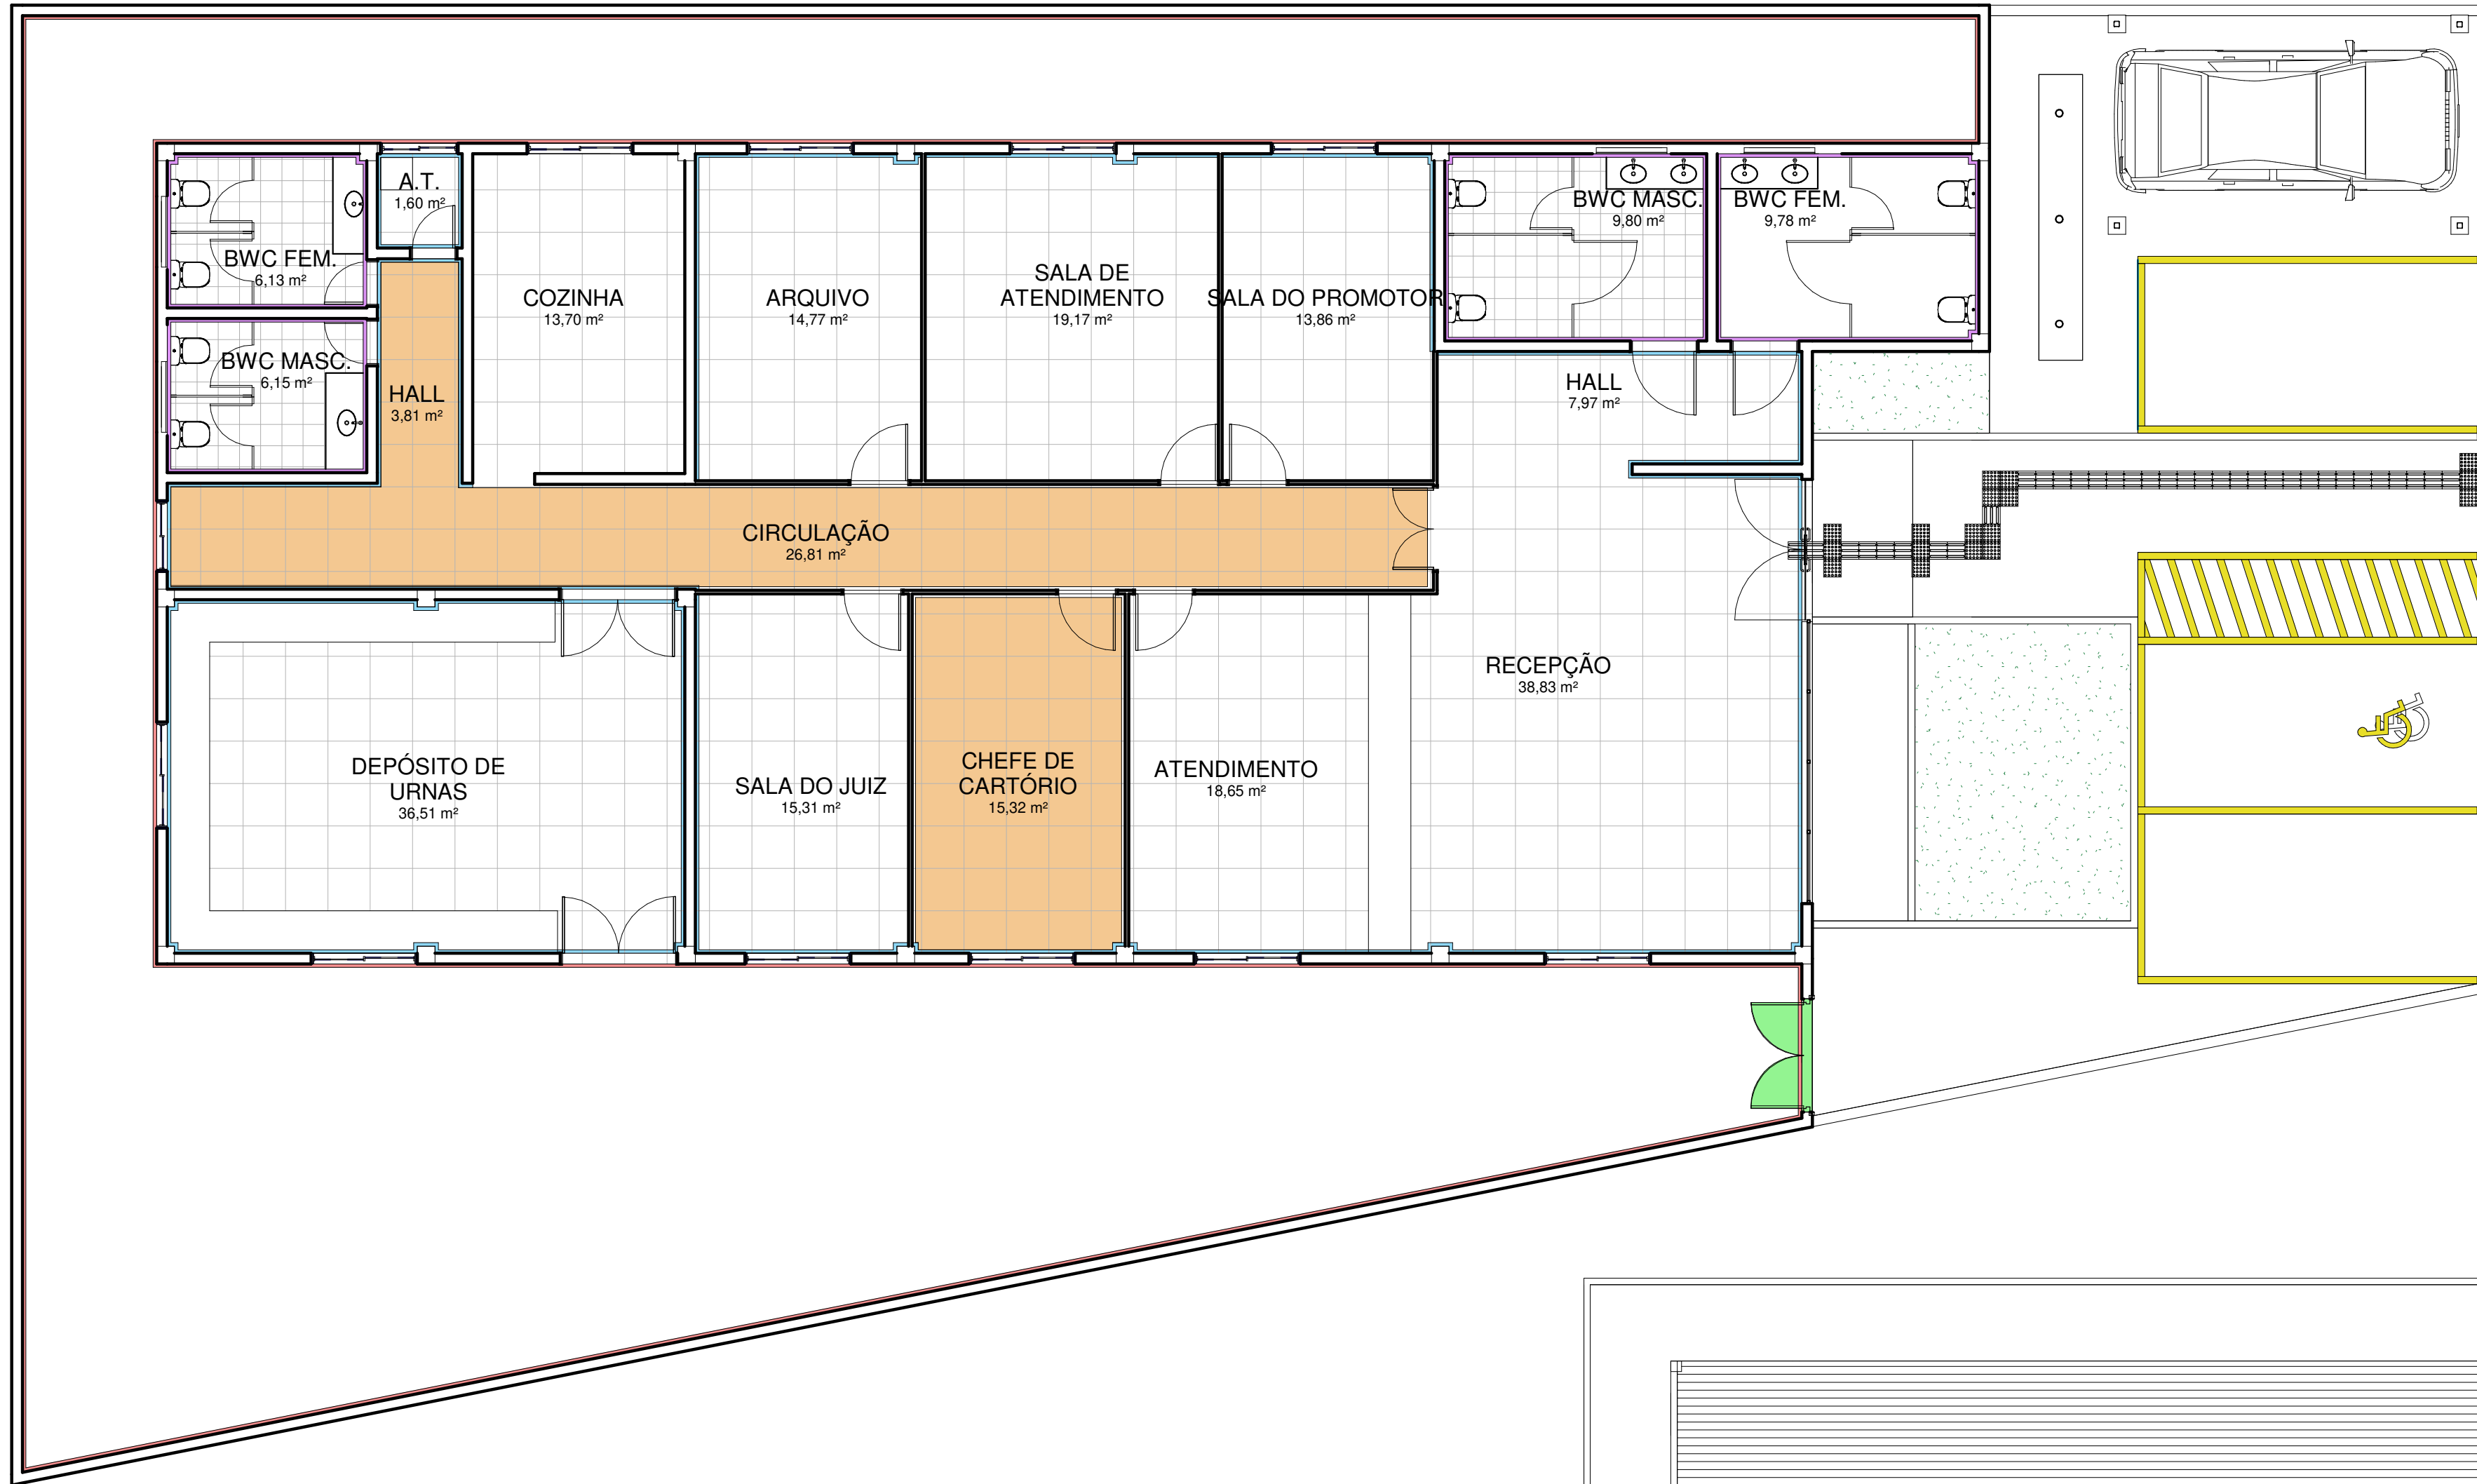 A.T.
1,60 m²
BWC FEM.
6,13 m²
BWC MASC.
6,15 m²
HALL
3,81 m²
COZINHA
13,70 m²
ARQUIVO
14,77 m²
SALA DE
ATENDIMENTO
19,17 m²
SALA DO PROMOTOR
13,86 m²
BWC MASC.
9,80 m²
BWC FEM.
9,78 m²
HALL
7,97 m²
CIRCULAÇÃO
26,81 m²
RECEPÇÃO
38,83 m²
DEPÓSITO DE
URNAS
36,51 m²
SALA DO JUIZ
15,31 m²
CHEFE DE
CARTÓRIO
15,32 m²
ATENDIMENTO
18,65 m²